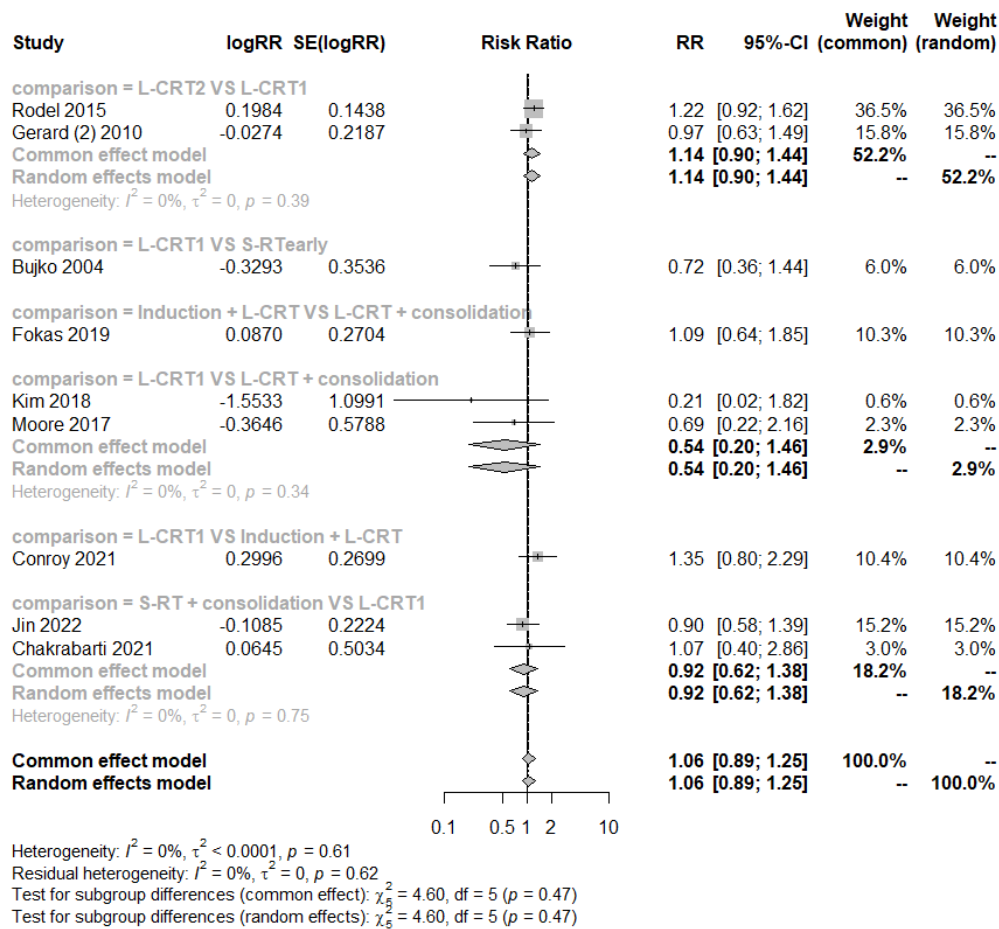 Weight Weight
Study logRR SE(logRR) Risk Ratio RR 95%-CI (common) (random)
comparison = L-CRT2 VS L-CRT1
Rodel 2015 0.1984 0.1438 1.22 [0.92; 1.62] 36.5% 36.5%
Gerard (2) 2010 -0.0274 0.2187 0.97 [0.63; 1.49] 15.8% 15.8%
Common effect model 1.14 [0.90; 1.44] 52.2% --
Random effects model 1.14 [0.90; 1.44] -- 52.2%
Heterogeneity: I² = 0%, τ² = 0, p = 0.39
comparison = L-CRT1 VS S-RTearly
Bujko 2004 -0.3293 0.3536 0.72 [0.36; 1.44] 6.0% 6.0%
comparison = Induction + L-CRT VS L-CRT + consolidation
Fokas 2019 0.0870 0.2704 1.09 [0.64; 1.85] 10.3% 10.3%
comparison = L-CRT1 VS L-CRT + consolidation
Kim 2018 -1.5533 1.0991 0.21 [0.02; 1.82] 0.6% 0.6%
Moore 2017 -0.3646 0.5788 0.69 [0.22; 2.16] 2.3% 2.3%
Common effect model 0.54 [0.20; 1.46] 2.9% --
Random effects model 0.54 [0.20; 1.46] -- 2.9%
Heterogeneity: I² = 0%, τ² = 0, p = 0.34
comparison = L-CRT1 VS Induction + L-CRT
Conroy 2021 0.2996 0.2699 1.35 [0.80; 2.29] 10.4% 10.4%
comparison = S-RT + consolidation VS L-CRT1
Jin 2022 -0.1085 0.2224 0.90 [0.58; 1.39] 15.2% 15.2%
Chakrabarti 2021 0.0645 0.5034 1.07 [0.40; 2.86] 3.0% 3.0%
Common effect model 0.92 [0.62; 1.38] 18.2% --
Random effects model 0.92 [0.62; 1.38] -- 18.2%
Heterogeneity: I² = 0%, τ² = 0, p = 0.75
Common effect model 1.06 [0.89; 1.25] 100.0% --
Random effects model 1.06 [0.89; 1.25] -- 100.0%
0.1 0.5 1 2 10
Heterogeneity: I² = 0%, τ² < 0.0001, p = 0.61
Residual heterogeneity: I² = 0%, τ² = 0, p = 0.62
Test for subgroup differences (common effect): χ²₅ = 4.60, df = 5 (p = 0.47)
Test for subgroup differences (random effects): χ²₅ = 4.60, df = 5 (p = 0.47)